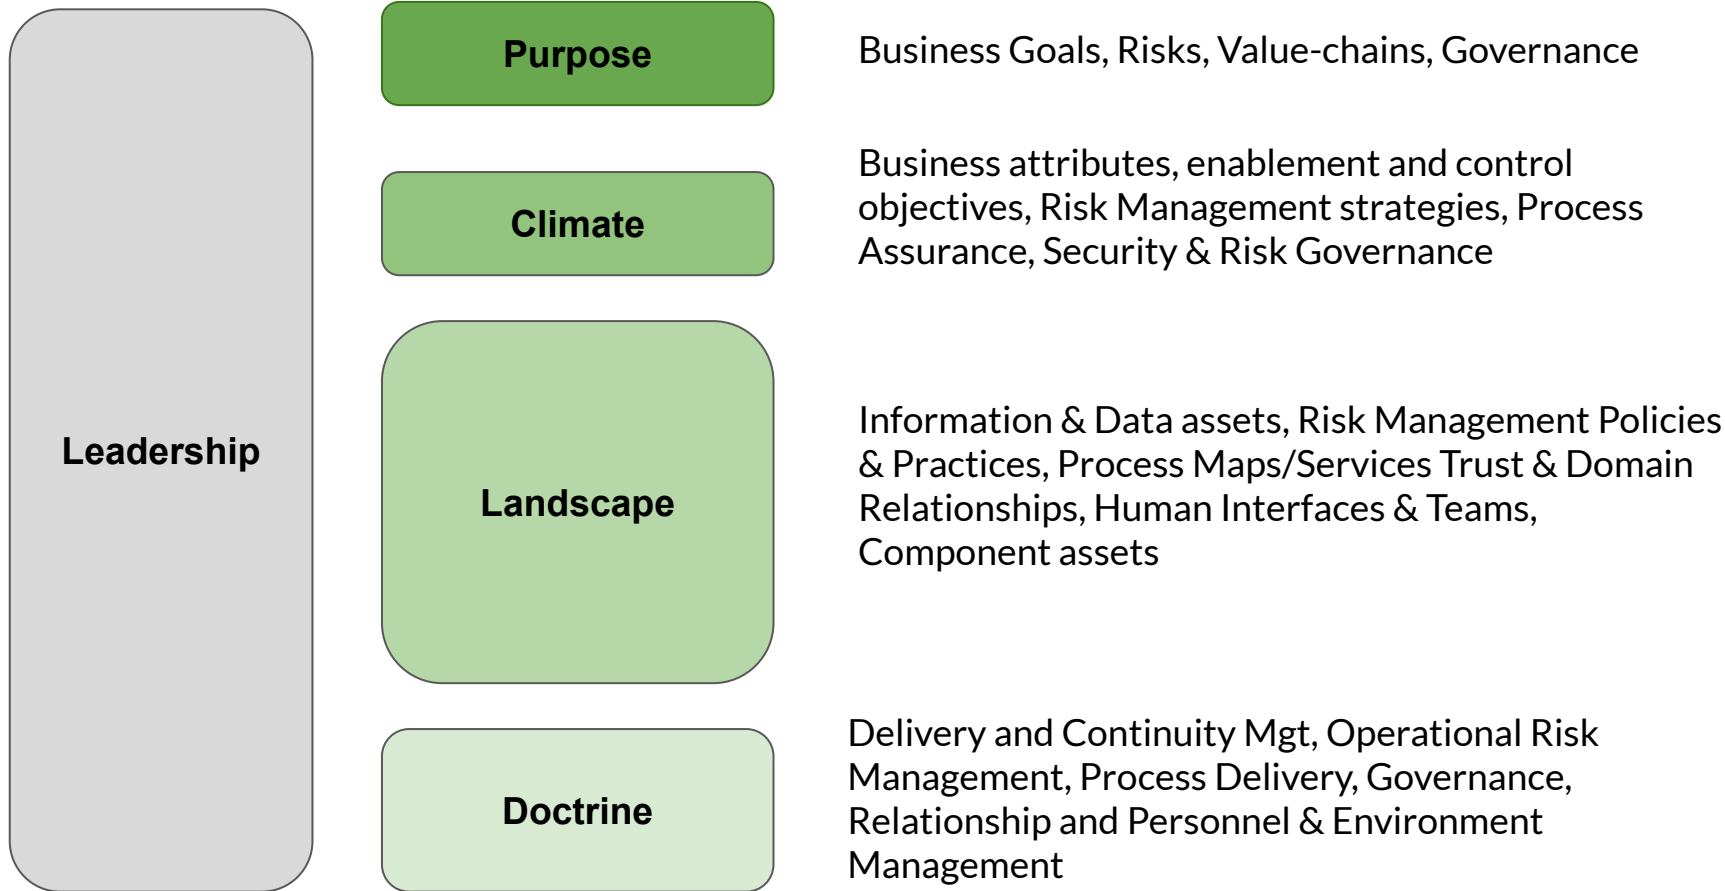 Leadership
Purpose
Business Goals, Risks, Value-chains, Governance
Climate
Business attributes, enablement and control
objectives, Risk Management strategies, Process
Assurance, Security & Risk Governance
Landscape
Information & Data assets, Risk Management Policies
& Practices, Process Maps/Services Trust & Domain
Relationships, Human Interfaces & Teams,
Component assets
Doctrine
Delivery and Continuity Mgt, Operational Risk
Management, Process Delivery, Governance,
Relationship and Personnel & Environment
Management